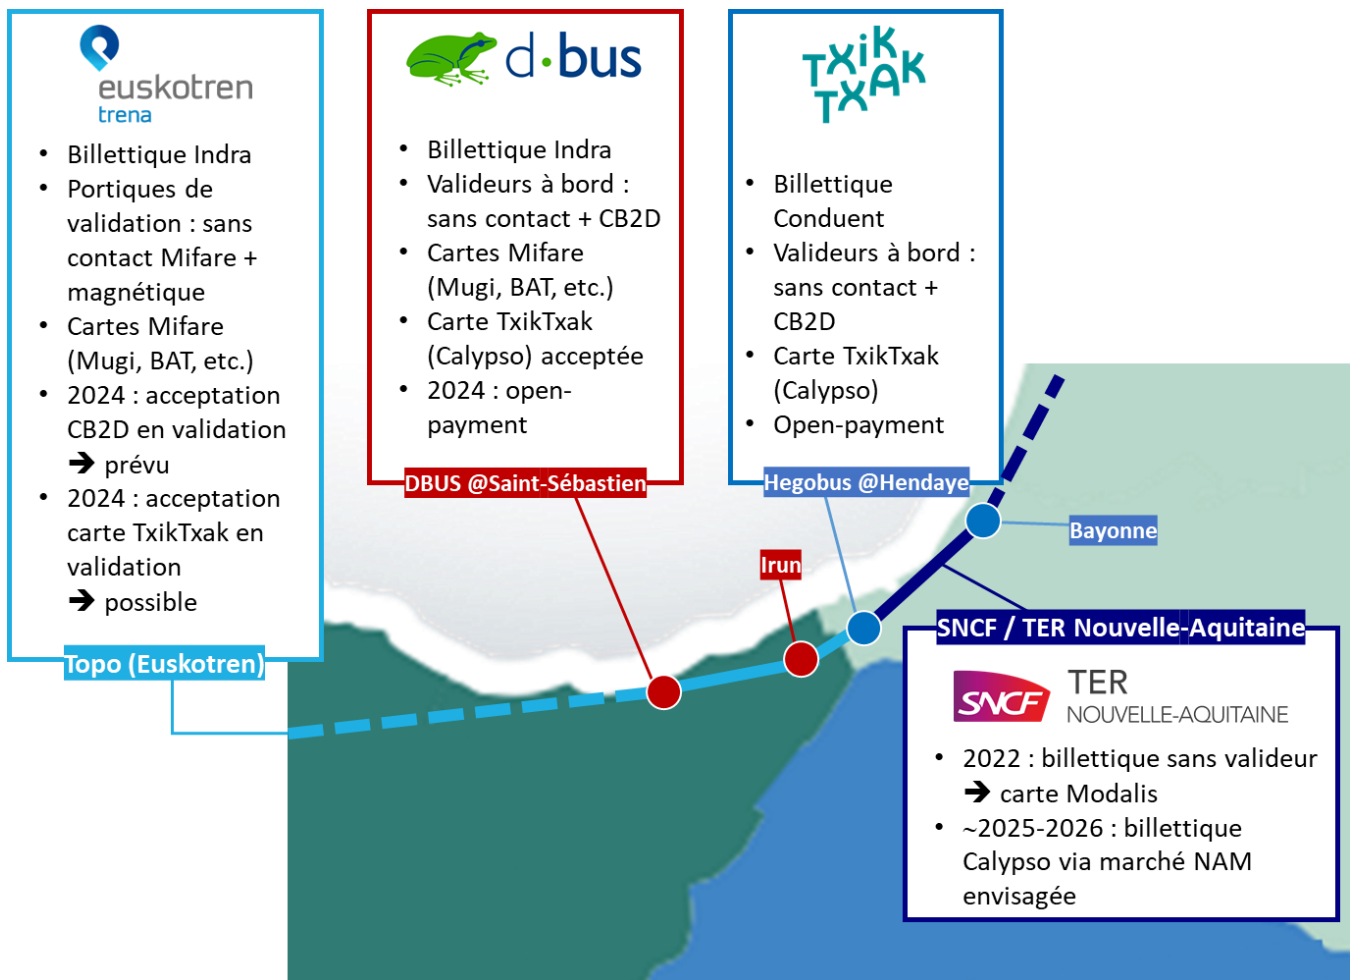 euskotren
trena
• Billettique Indra
• Portiques de
validation : sans
contact Mifare +
magnétique
• Cartes Mifare
(Mugi, BAT, etc.)
• 2024 : acceptation
CB2D en validation
➔ prévu
• 2024 : acceptation
carte TxikTxak en
validation
➔ possible
Topo (Euskotren)
d·bus
• Billettique Indra
• Valideurs à bord :
sans contact + CB2D
• Cartes Mifare
(Mugi, BAT, etc.)
• Carte TxikTxak
(Calypso) acceptée
• 2024 : open-
payment
DBUS @Saint-Sébastien
TXiK
TXAK
• Billettique
Conduent
• Valideurs à bord :
sans contact +
CB2D
• Carte TxikTxak
(Calypso)
• Open-payment
Hegobus @Hendaye
Bayonne
Irun
SNCF / TER Nouvelle-Aquitaine
SNCF
TER
NOUVELLE-AQUITAINE
• 2022 : billettique sans valideur
➔ carte Modalis
• ~2025-2026 : billettique
Calypso via marché NAM
envisagée